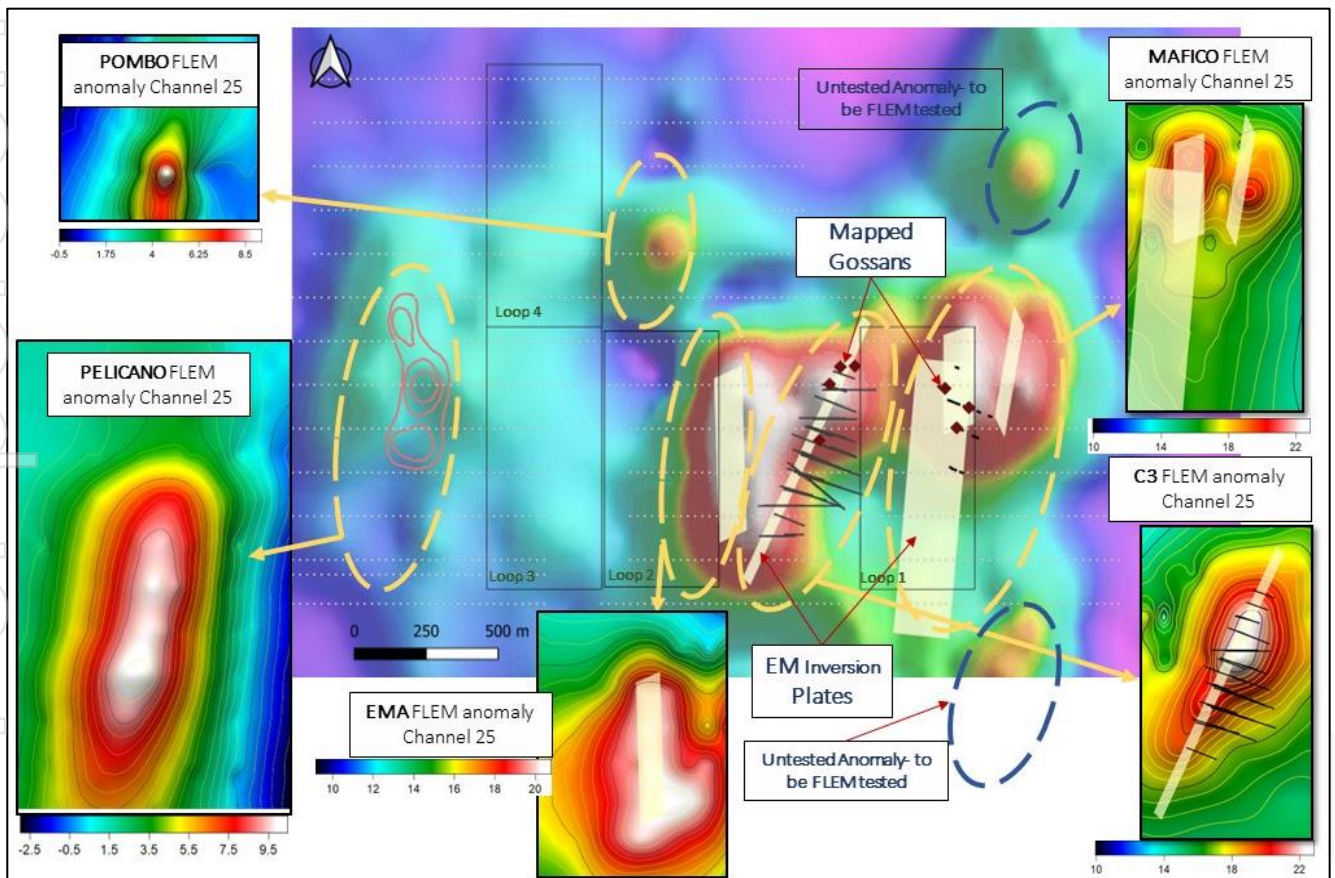 POMBO FLEM
anomaly Channel 25
-0.5 1.75 4 6.25 8.5
Untested Anomaly- to
be FLEM tested
MAFICO FLEM
anomaly Channel 25
10 14 18 22
Mapped
Gossans
Loop 4
PELICANO FLEM
anomaly Channel 25
-2.5 -0.5 1.5 3.5 5.5 7.5 9.5
Loop 3
Loop 2
Loop 1
0 250 500 m
C3 FLEM anomaly
Channel 25
10 14 18 22
EMA FLEM anomaly
Channel 25
10 12 14 16 18 20
EM Inversion
Plates
Untested Anomaly- to
be FLEM tested